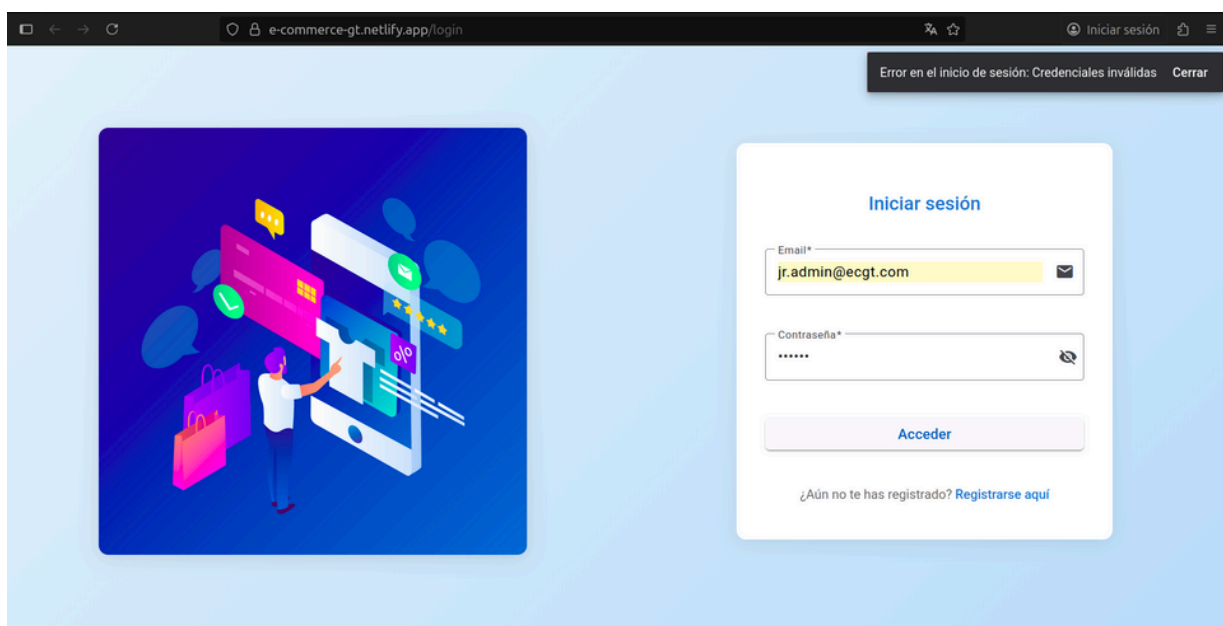 e-commerce-gt.netlify.app/login
Iniciar sesión
Error en el inicio de sesión: Credenciales inválidas Cerrar
%
Iniciar sesión
Email*
jr.admin@ecgt.com
Contraseña*
••••••
Acceder
¿Aún no te has registrado? Registrarse aquí